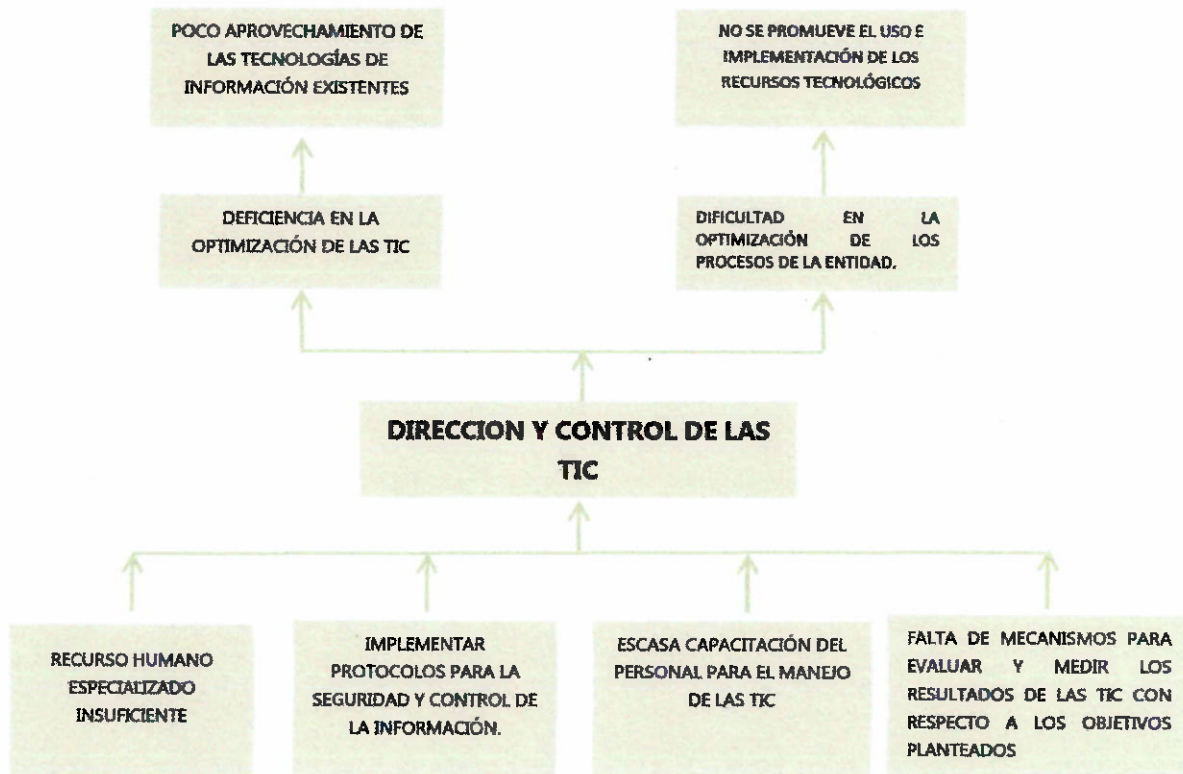 POCO APROVECHAMIENTO DE
LAS TECNOLOGÍAS DE
INFORMACIÓN EXISTENTES
NO SE PROMUEVE EL USO E
IMPLEMENTACIÓN DE LOS
RECURSOS TECNOLÓGICOS
DEFICIENCIA EN LA
OPTIMIZACIÓN DE LAS TIC
DIFICULTAD EN LA
OPTIMIZACIÓN DE LOS
PROCESOS DE LA ENTIDAD.
DIRECCION Y CONTROL DE LAS
TIC
RECURSO HUMANO
ESPECIALIZADO
INSUFICIENTE
IMPLEMENTAR
PROTOCOLOS PARA LA
SEGURIDAD Y CONTROL DE
LA INFORMACIÓN.
ESCASA CAPACITACIÓN DEL
PERSONAL PARA EL MANEJO
DE LAS TIC
FALTA DE MECANISMOS PARA
EVALUAR Y MEDIR LOS
RESULTADOS DE LAS TIC CON
RESPECTO A LOS OBJETIVOS
PLANTEADOS